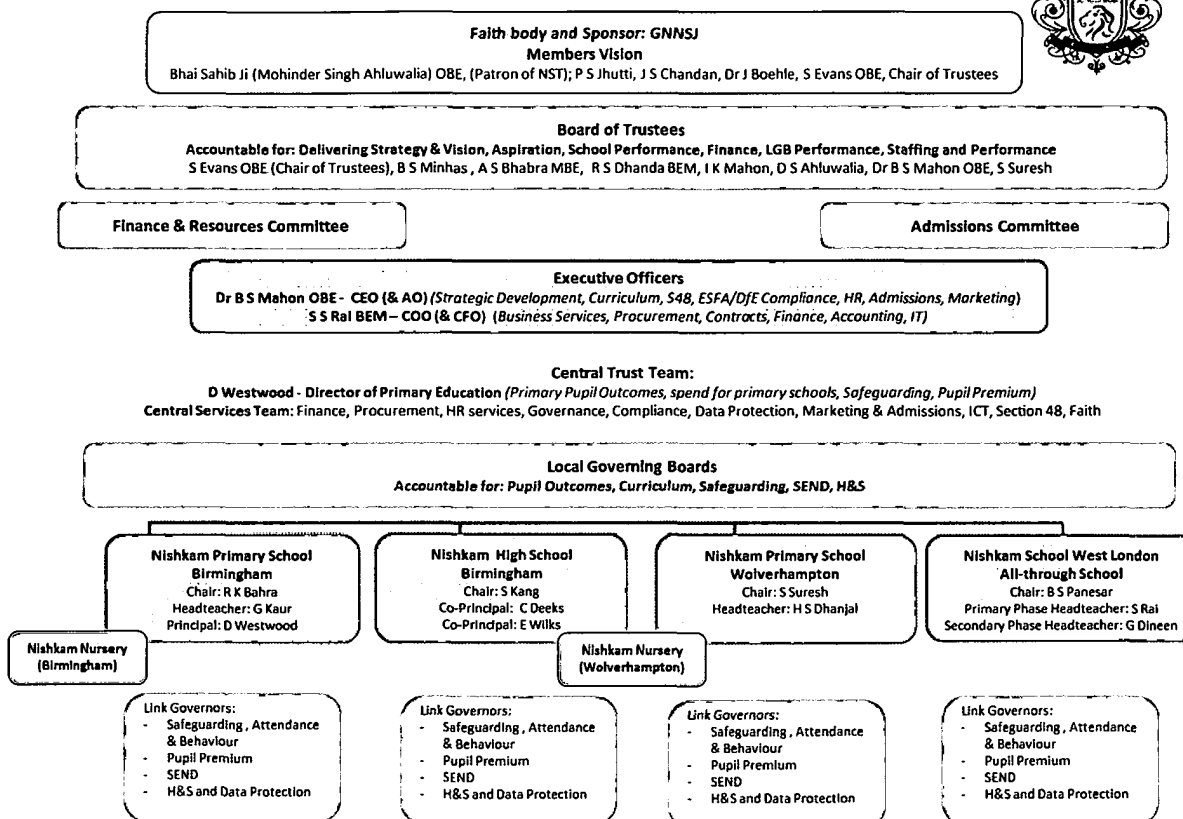 Faith body and Sponsor: GNNSJ
Members Vision
Bhai Sahib Ji (Mohinder Singh Ahluwalia) OBE, (Patron of NST); P S Jhutti, J S Chandan, Dr J Boehle, S Evans OBE, Chair of Trustees
Board of Trustees
Accountable for: Delivering Strategy & Vision, Aspiration, School Performance, Finance, LGB Performance, Staffing and Performance
S Evans OBE (Chair of Trustees), B S Minhas , A S Bhabra MBE, R S Dhanda BEM, I K Mahon, D S Ahluwalia, Dr B S Mahon OBE, S Suresh
Finance & Resources Committee
Admissions Committee
Executive Officers
Dr B S Mahon OBE - CEO (& AO) (Strategic Development, Curriculum, S48, ESFA/DfE Compliance, HR, Admissions, Marketing)
S S Rai BEM – COO (& CFO) (Business Services, Procurement, Contracts, Finance, Accounting, IT)
Central Trust Team:
D Westwood - Director of Primary Education (Primary Pupil Outcomes, spend for primary schools, Safeguarding, Pupil Premium)
Central Services Team: Finance, Procurement, HR services, Governance, Compliance, Data Protection, Marketing & Admissions, ICT, Section 48, Faith
Local Governing Boards
Accountable for: Pupil Outcomes, Curriculum, Safeguarding, SEND, H&S
Nishkam Primary School
Birmingham
Chair: R K Bahra
Headteacher: G Kaur
Principal: D Westwood
Nishkam Nursery
(Birmingham)
Nishkam High School
Birmingham
Chair: S Kang
Co-Principal: C Deeks
Co-Principal: E Wilks
Nishkam Primary School
Wolverhampton
Chair: S Suresh
Headteacher: H S Dhanjal
Nishkam Nursery
(Wolverhampton)
Nishkam School West London
All-through School
Chair: B S Panesar
Primary Phase Headteacher: S Rai
Secondary Phase Headteacher: G Dineen
Link Governors:
- Safeguarding , Attendance
& Behaviour
- Pupil Premium
- SEND
- H&S and Data Protection
Link Governors:
- Safeguarding , Attendance
& Behaviour
- Pupil Premium
- SEND
- H&S and Data Protection
Link Governors:
- Safeguarding , Attendance
& Behaviour
- Pupil Premium
- SEND
- H&S and Data Protection
Link Governors:
- Safeguarding , Attendance
& Behaviour
- Pupil Premium
- SEND
- H&S and Data Protection